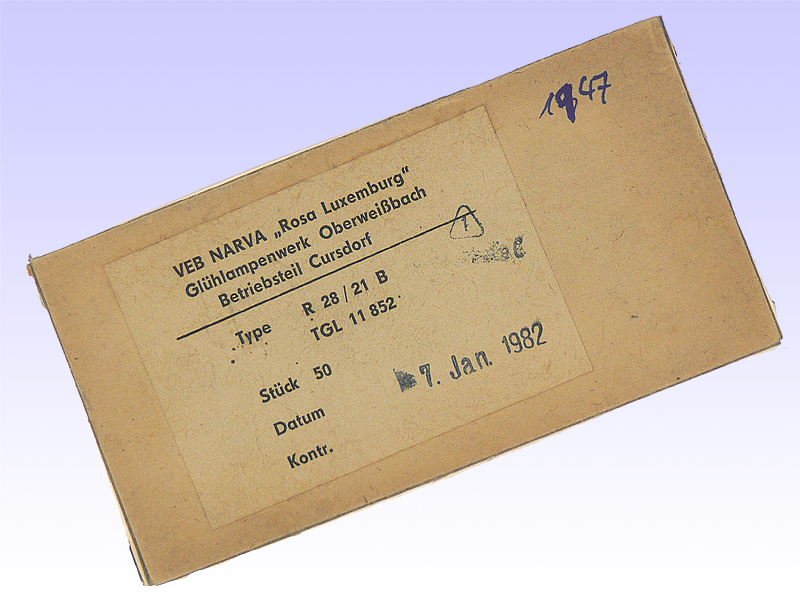 1947
VEB NARVA „Rosa Luxemburg“
Glühlampenwerk Oberweißbach
Betriebsteil Cursdorf
1
Type R 28/21 B
TGL 11 852
Stück 50
Datum 7. Jan. 1982
Kontr.